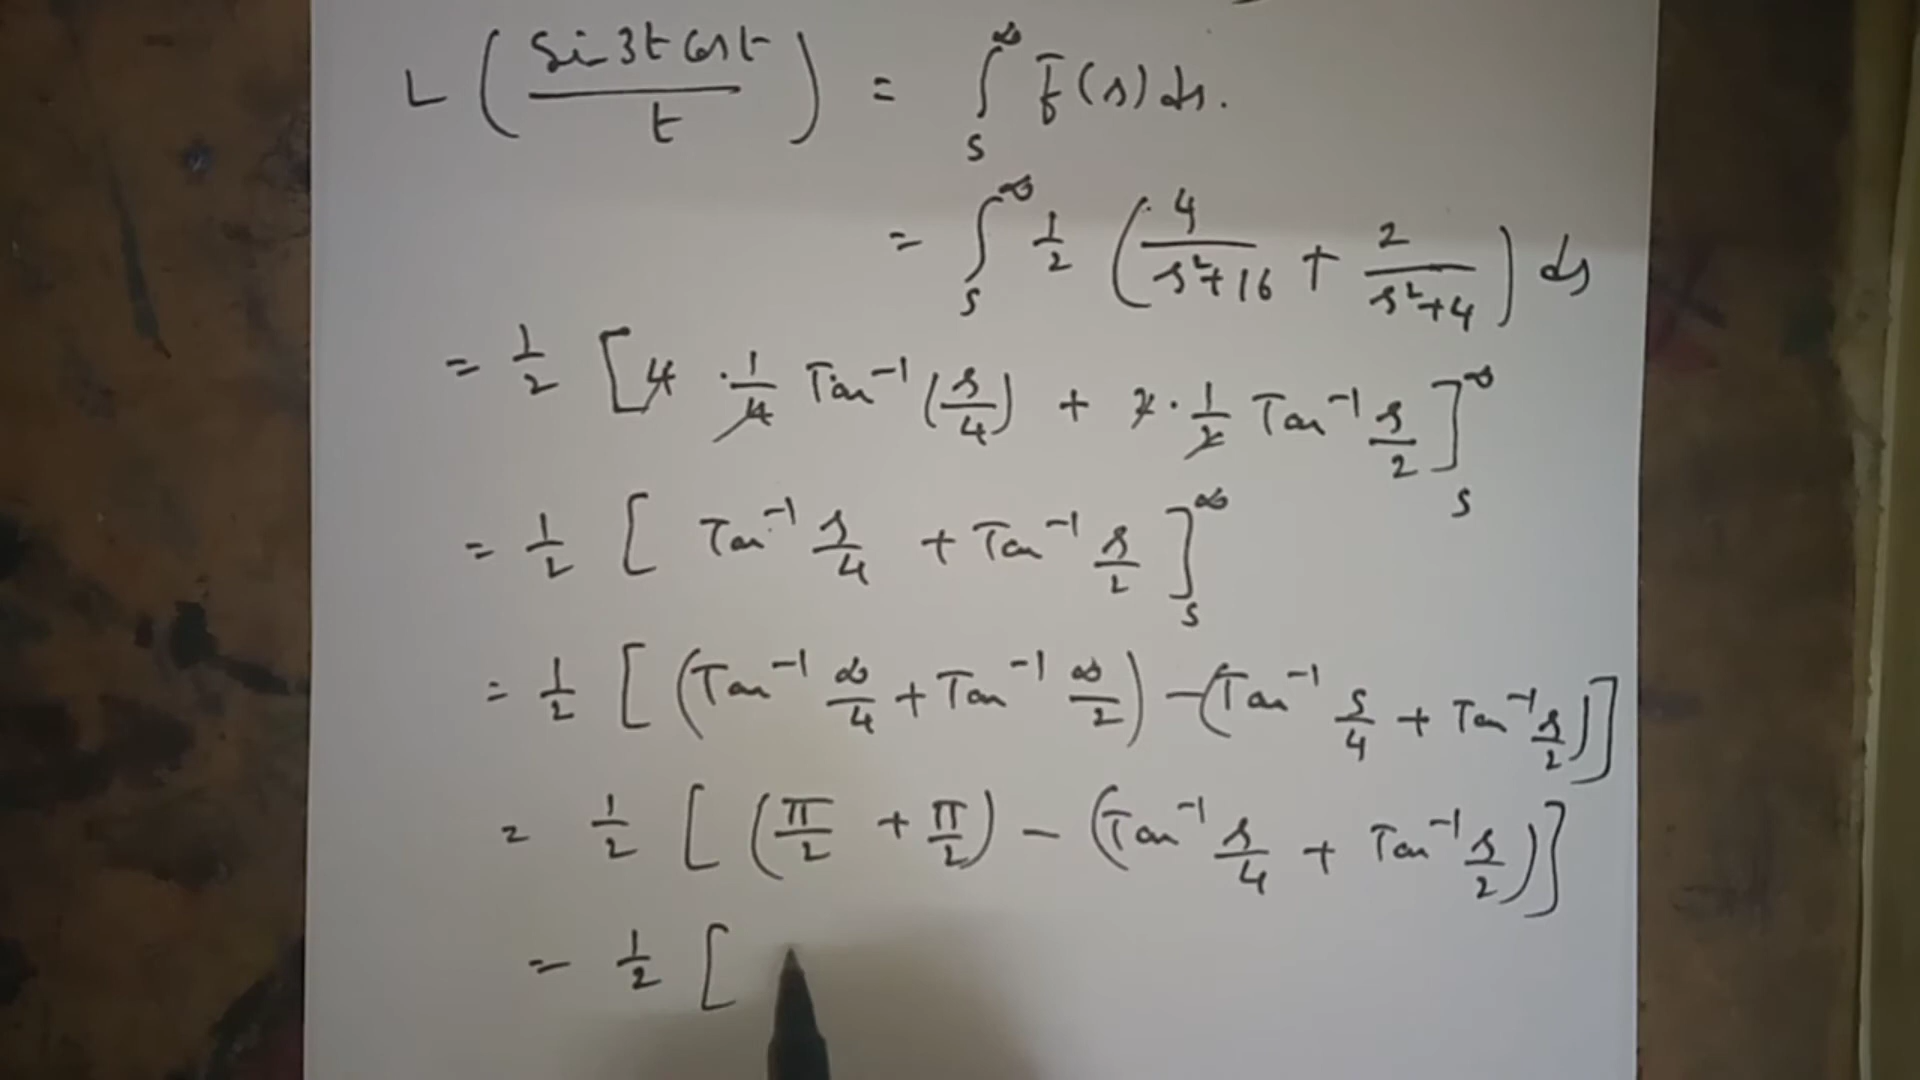 L ( Sin3t Cost / t ) = ∫_s^∞ f̄(s) ds.
= ∫_s^∞ 1/2 ( 4/(s²+16) + 2/(s²+4) ) ds
= 1/2 [ 4 · 1/4 Tan⁻¹ (s/4) + 2 · 1/2 Tan⁻¹ s/2 ]_s^∞
= 1/2 [ Tan⁻¹ s/4 + Tan⁻¹ s/2 ]_s^∞
= 1/2 [ (Tan⁻¹ ∞/4 + Tan⁻¹ ∞/2) - (Tan⁻¹ s/4 + Tan⁻¹ s/2) ]
= 1/2 [ (π/2 + π/2) - (Tan⁻¹ s/4 + Tan⁻¹ s/2) ]
= 1/2 [